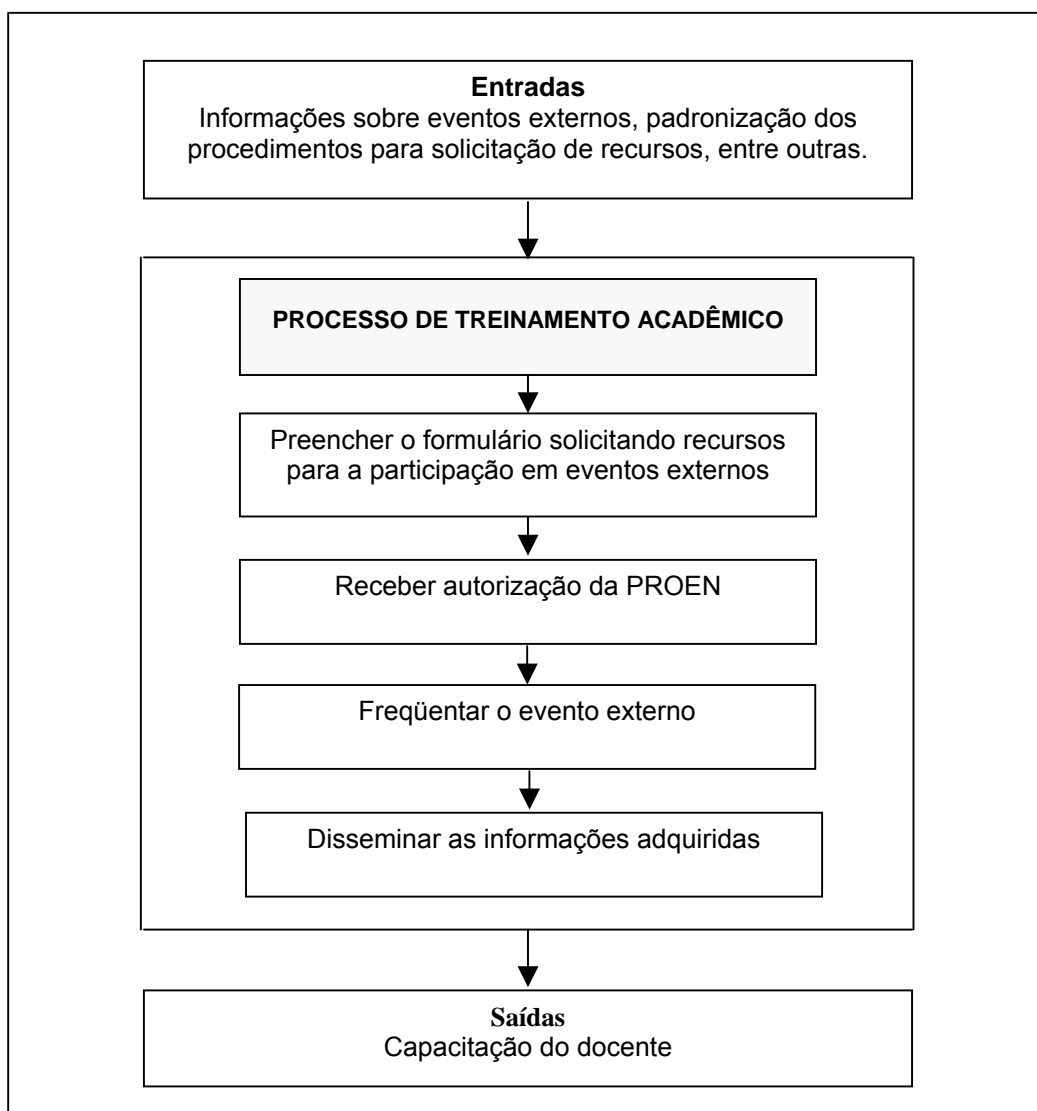 Entradas
Informações sobre eventos externos, padronização dos
procedimentos para solicitação de recursos, entre outras.
PROCESSO DE TREINAMENTO ACADÊMICO
Preencher o formulário solicitando recursos
para a participação em eventos externos
Receber autorização da PROEN
Freqüentar o evento externo
Disseminar as informações adquiridas
Saídas
Capacitação do docente